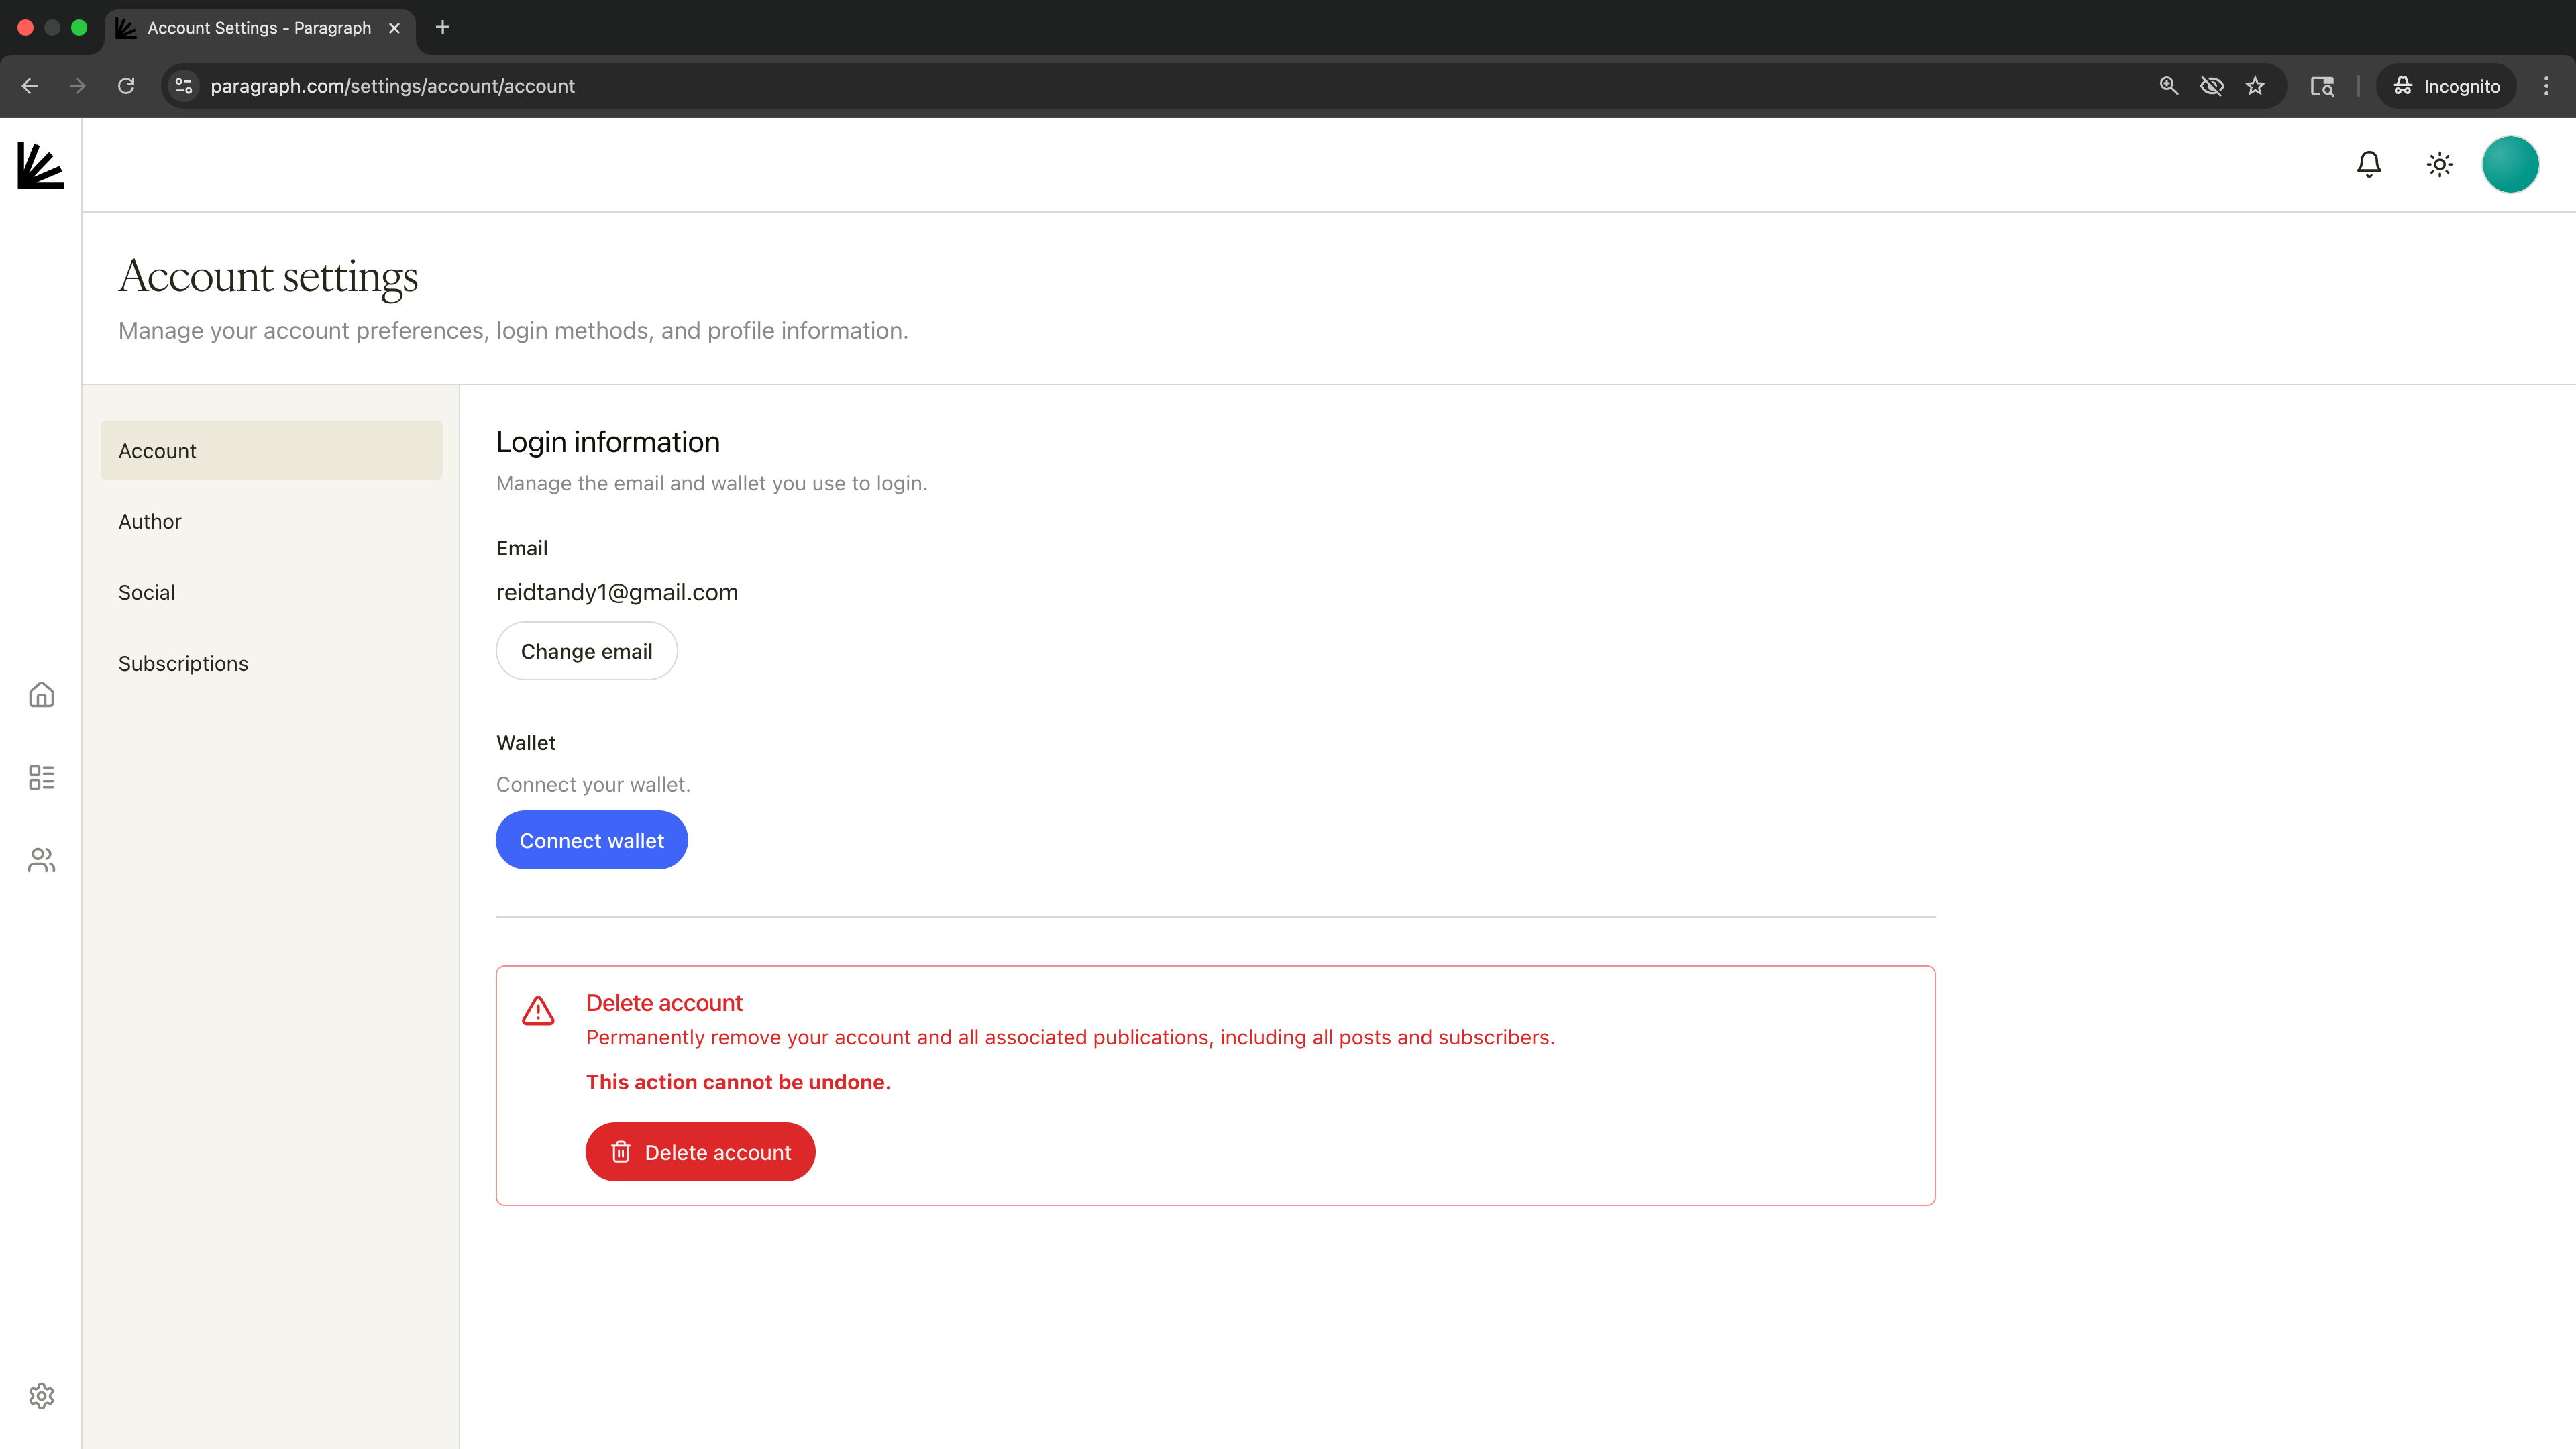 Account Settings - Paragraph
paragraph.com/settings/account/account
Incognito
Account settings
Manage your account preferences, login methods, and profile information.
Account
Author
Social
Subscriptions
Login information
Manage the email and wallet you use to login.
Email
reidtandy1@gmail.com
Change email
Wallet
Connect your wallet.
Connect wallet
Delete account
Permanently remove your account and all associated publications, including all posts and subscribers.
This action cannot be undone.
Delete account